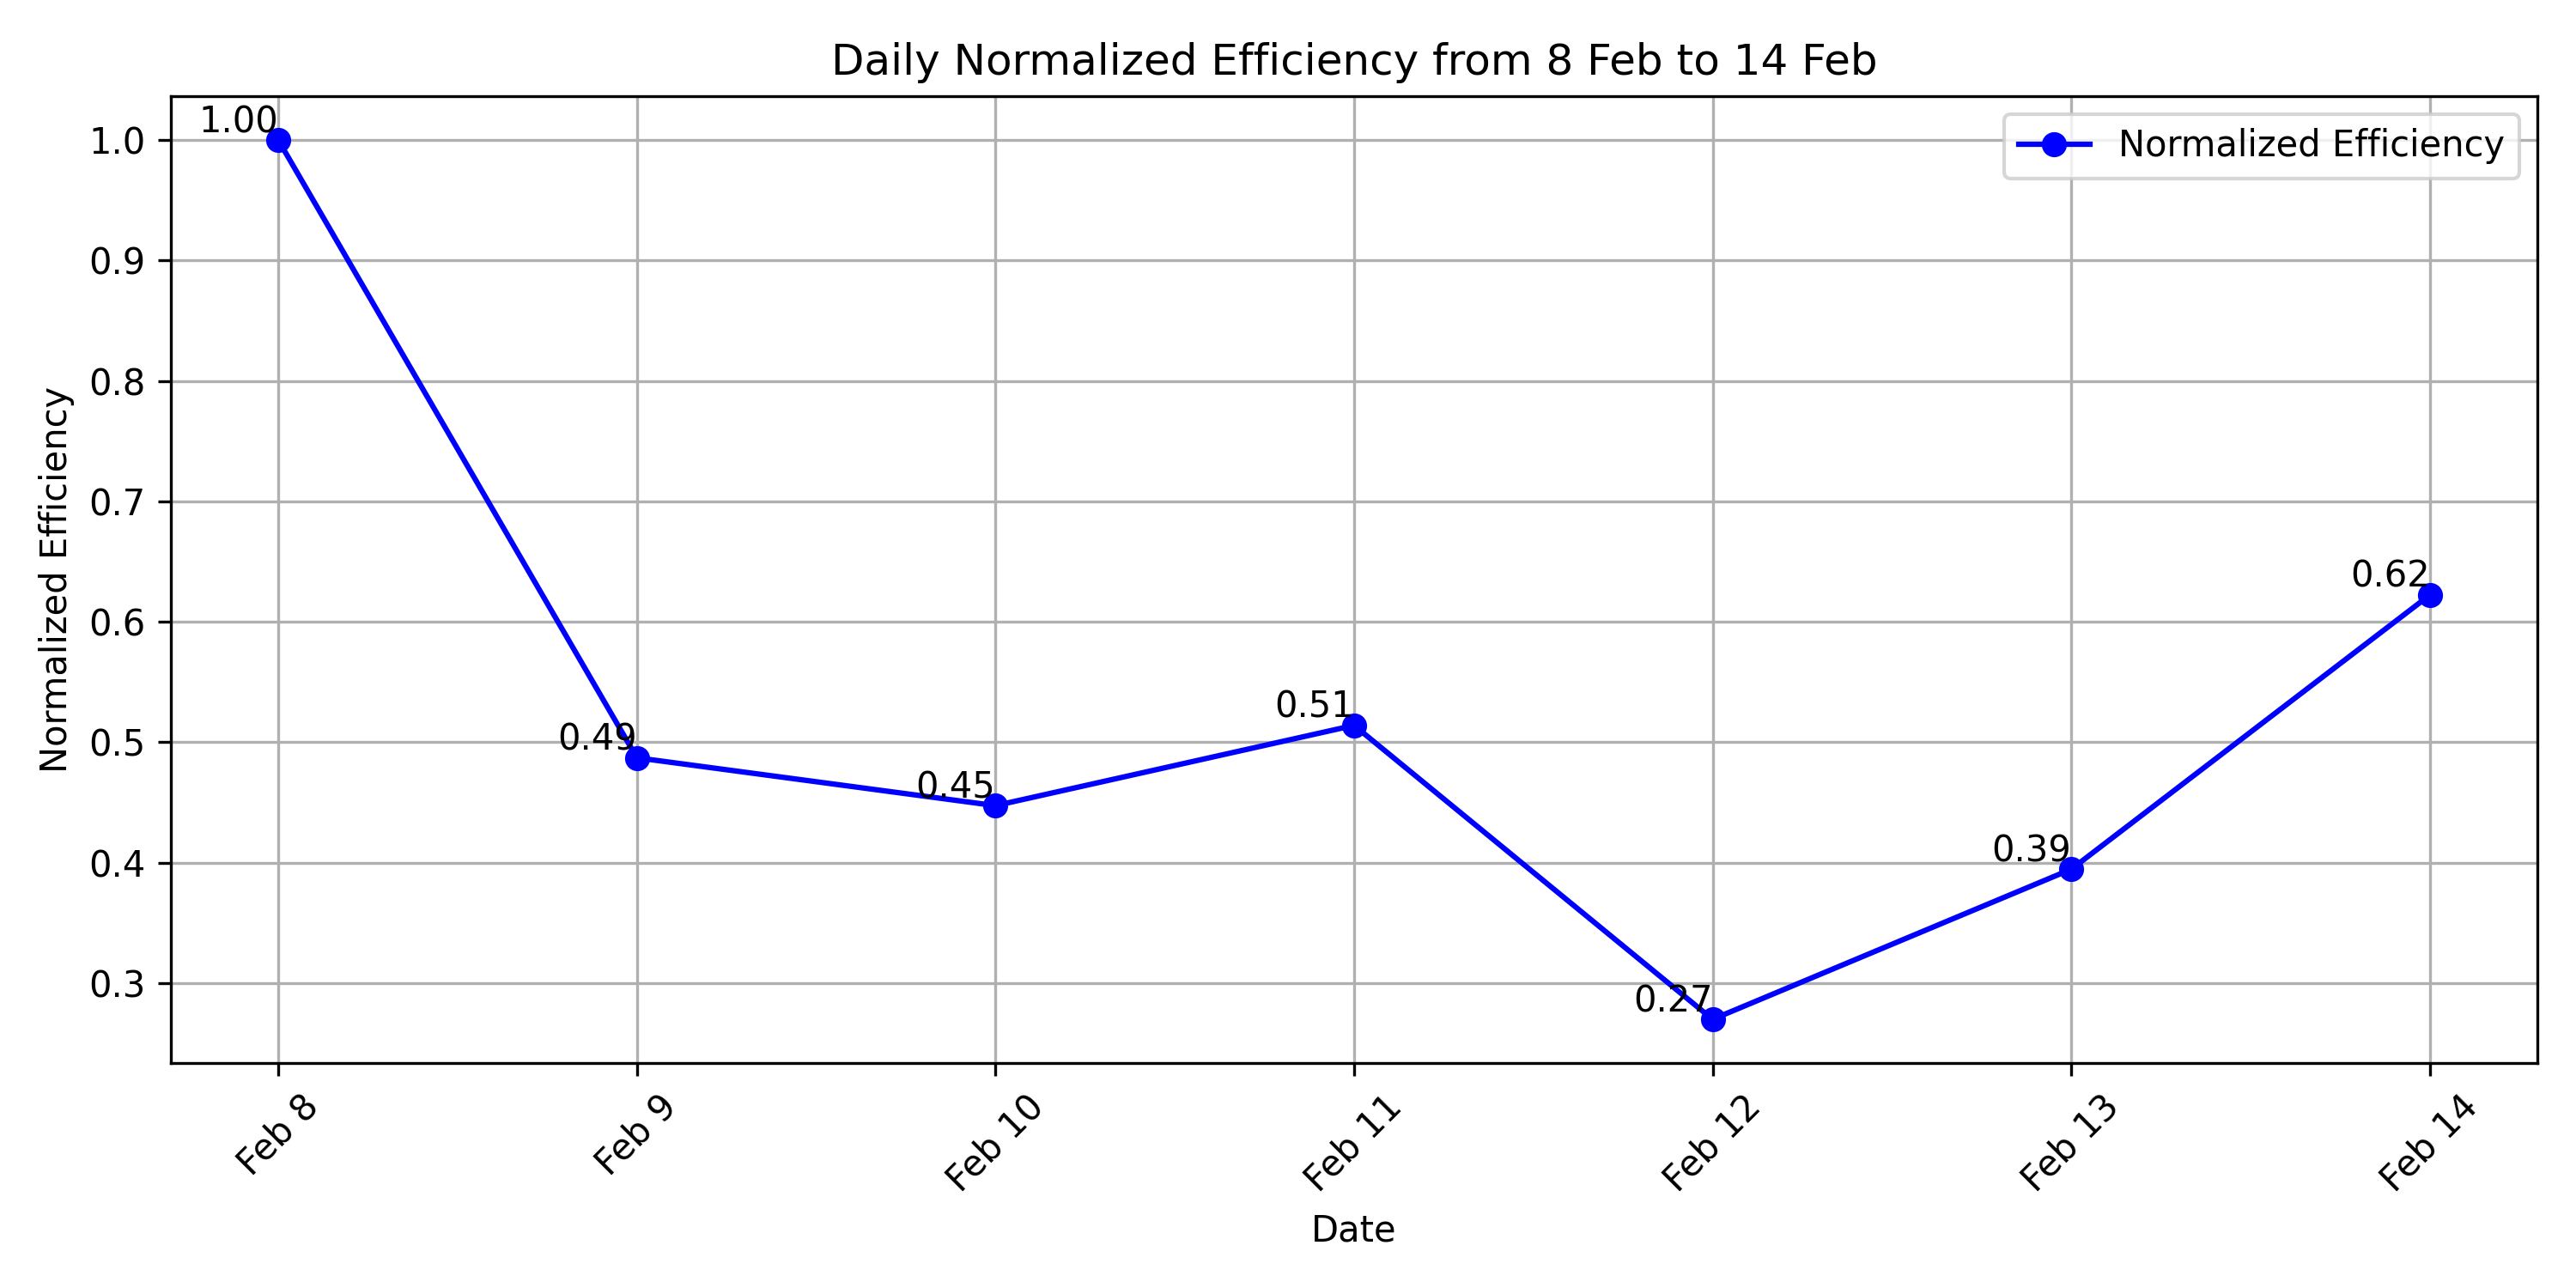 Daily Normalized Efficiency from 8 Feb to 14 Feb
Normalized Efficiency
Normalized Efficiency
1.0
0.9
0.8
0.7
0.6
0.5
0.4
0.3
1.00
0.49
0.45
0.51
0.27
0.39
0.62
Feb 8
Feb 9
Feb 10
Feb 11
Feb 12
Feb 13
Feb 14
Date